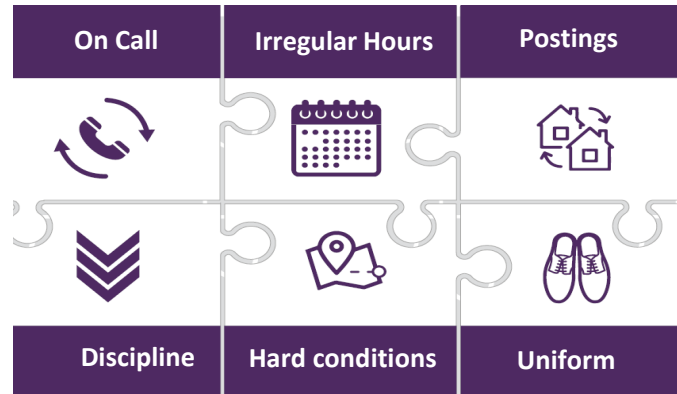 On Call
Irregular Hours
Postings
Discipline
Hard conditions
Uniform